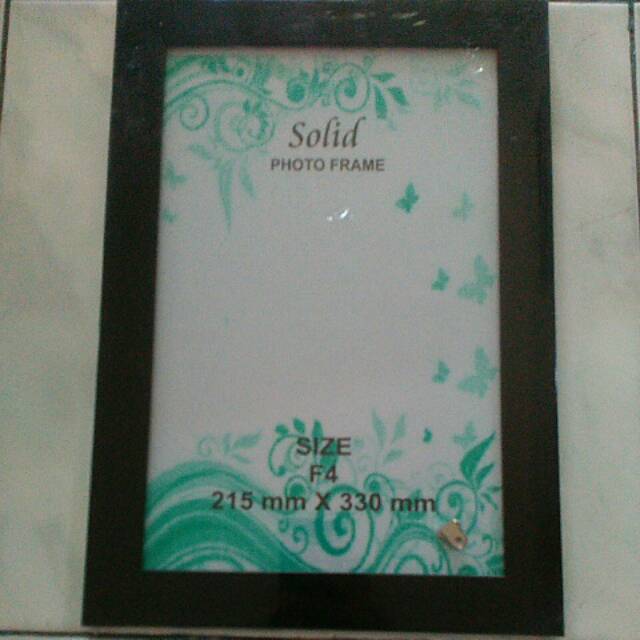 Solid
PHOTO FRAME
SIZE
F4
215 mm X 330 mm